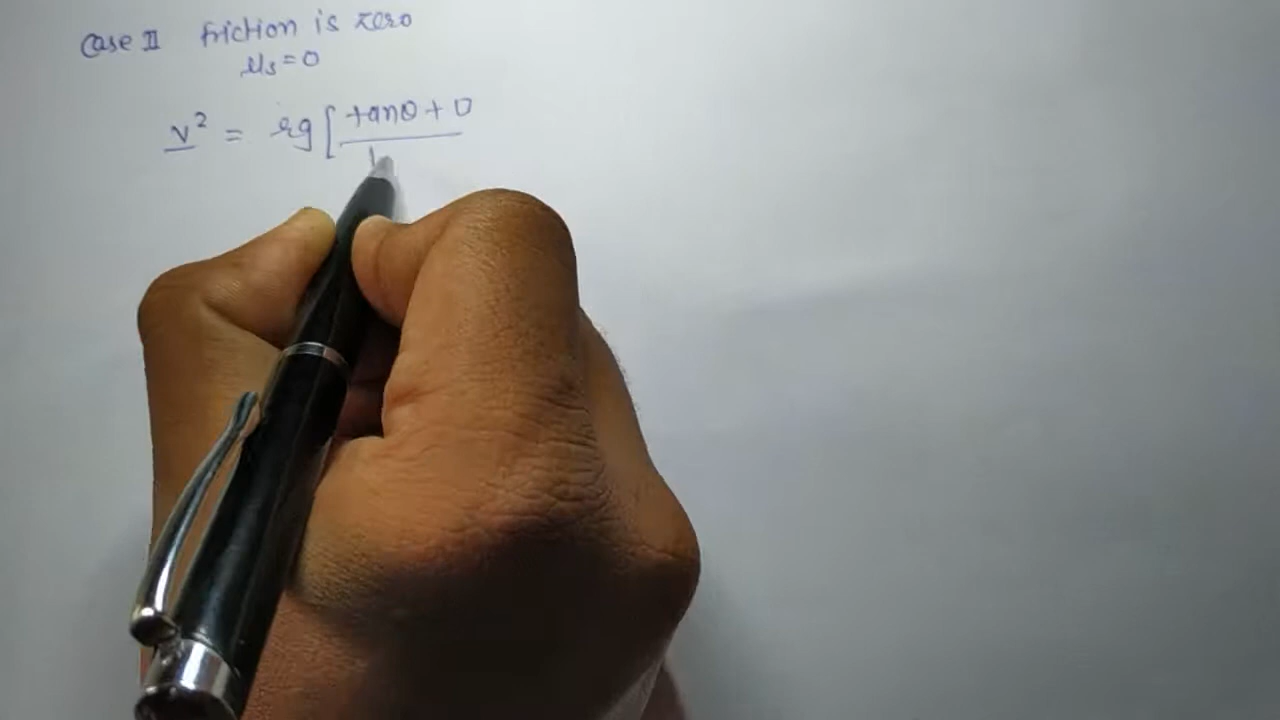 Case II friction is zero
μs = 0
v² = rg [ tanθ + 0 / 1